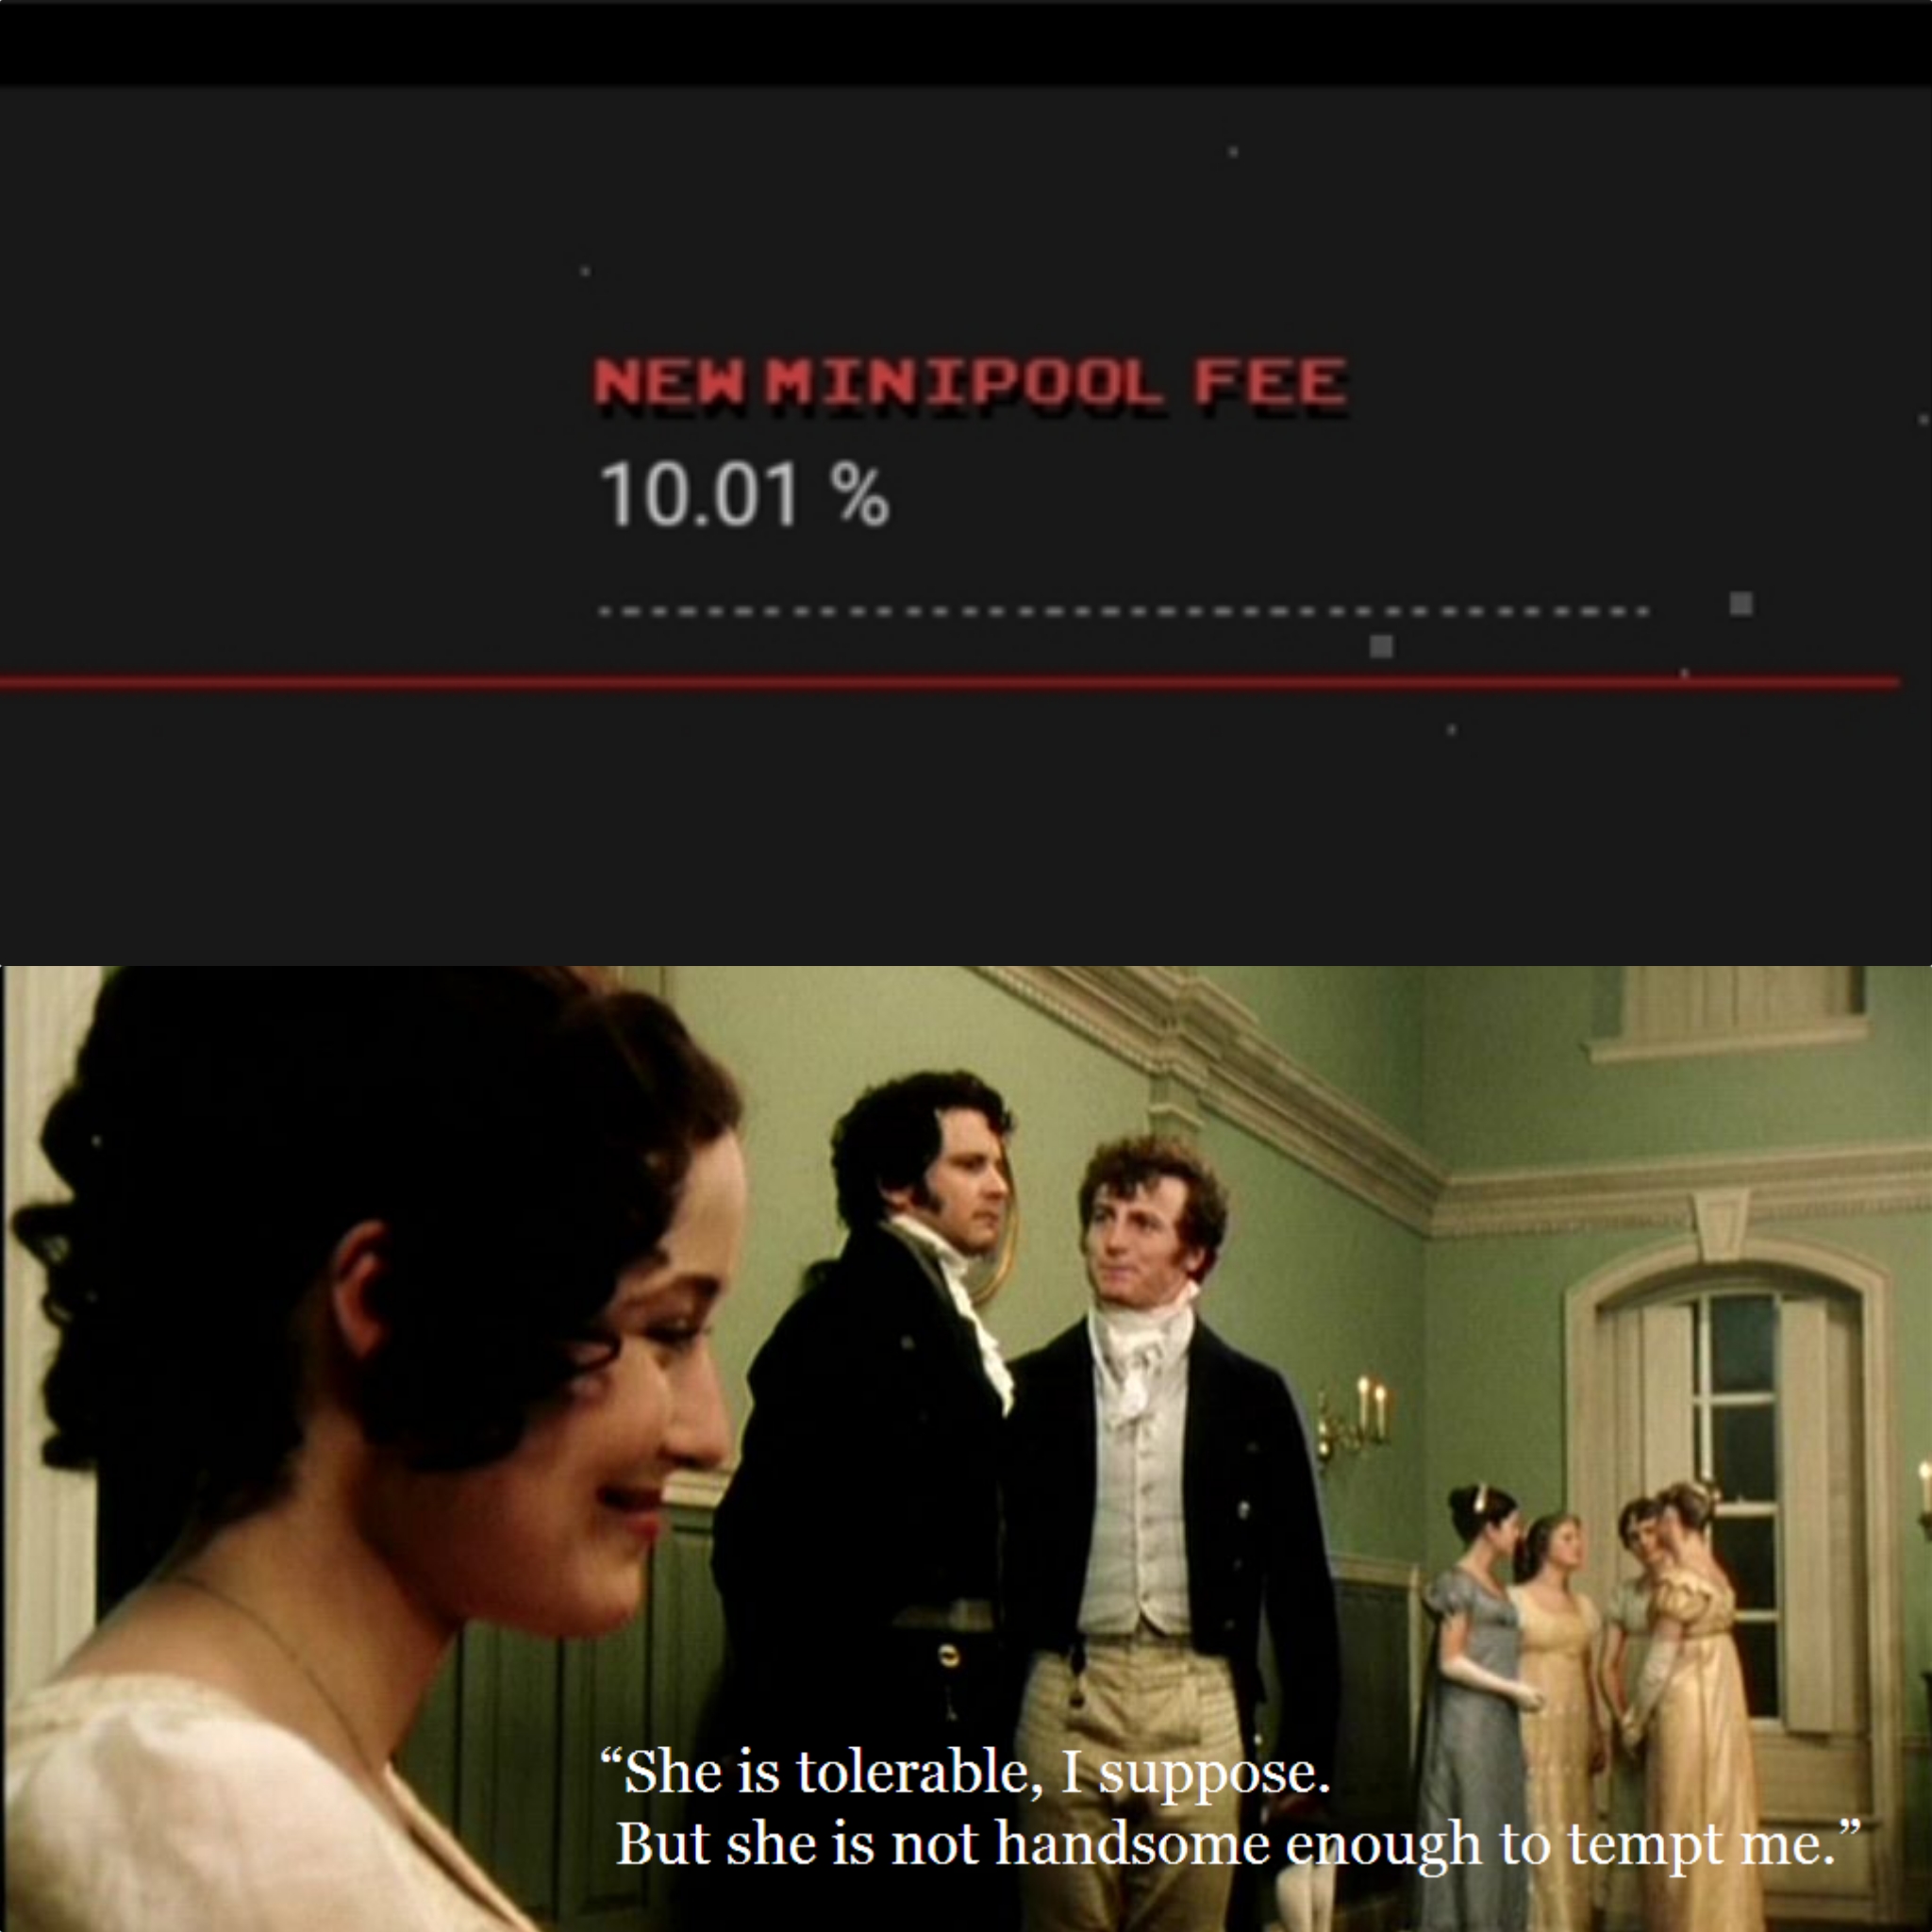 NEW MINIPOOL FEE
10.01 %
“She is tolerable, I suppose.
But she is not handsome enough to tempt me.”